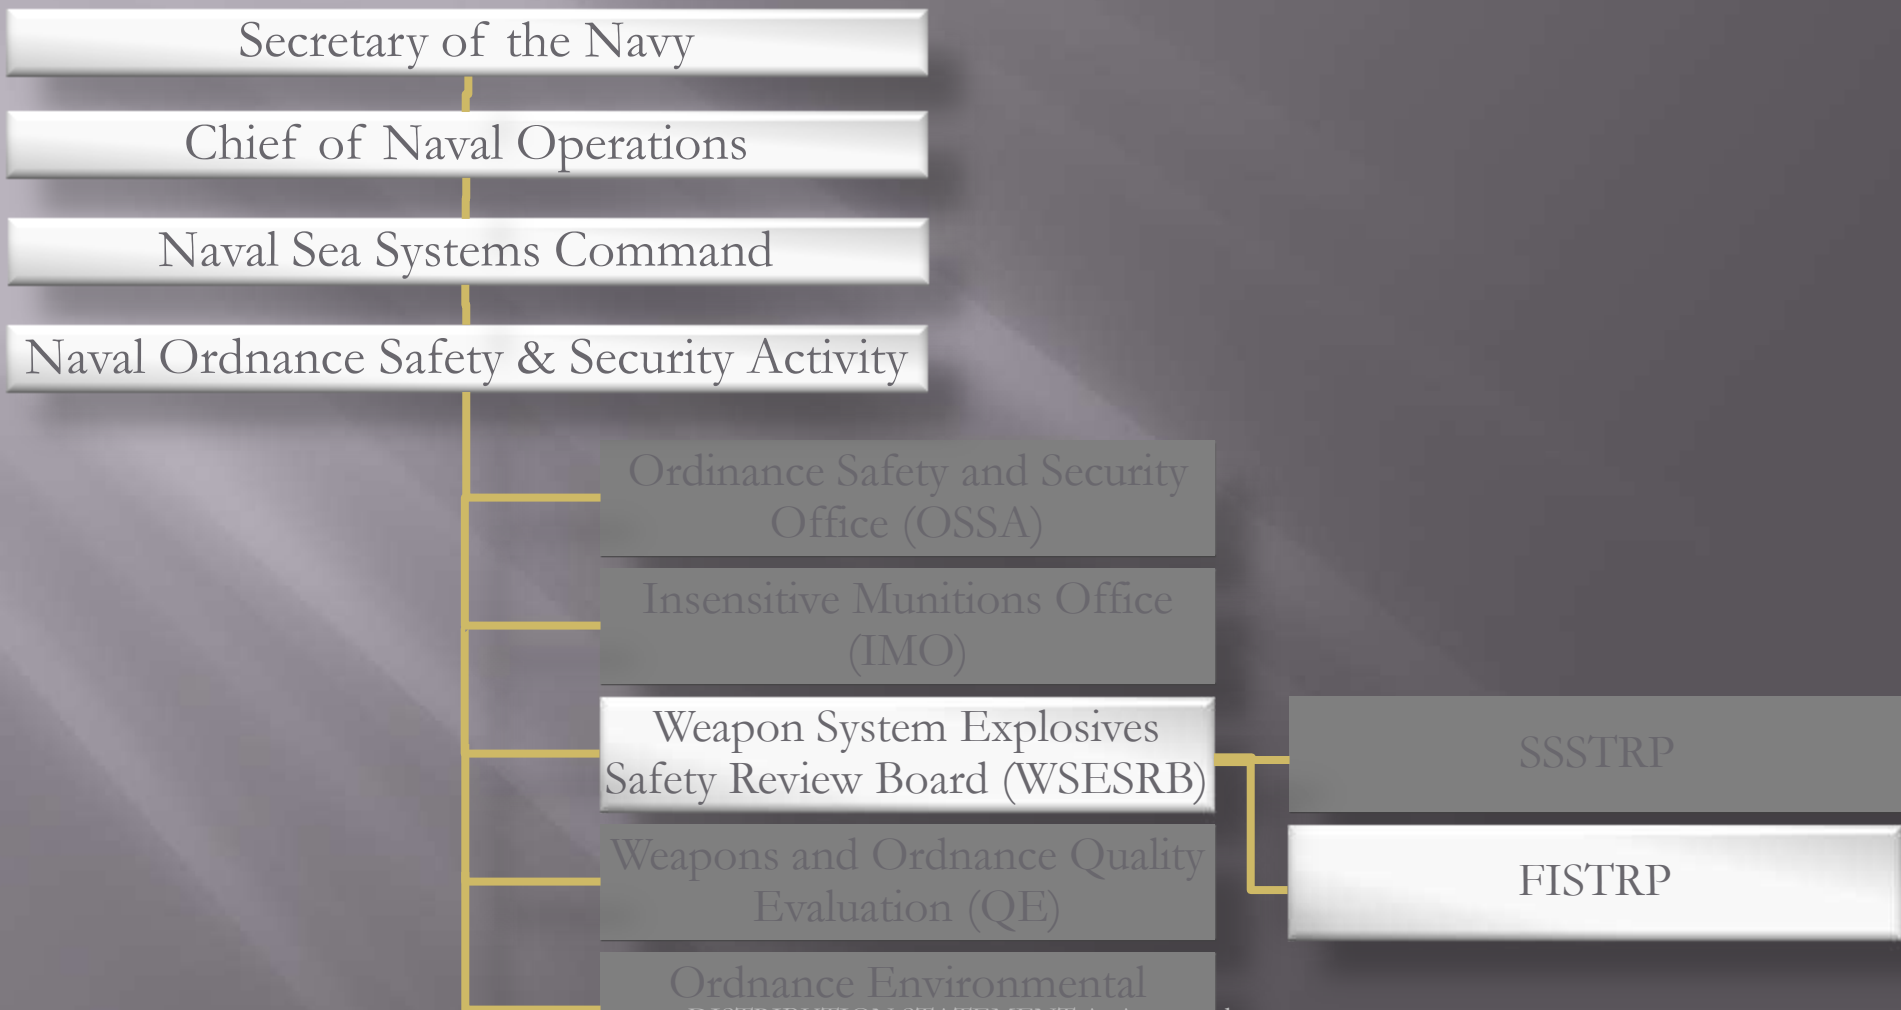 Secretary of the Navy
Chief of Naval Operations
Naval Sea Systems Command
Naval Ordnance Safety & Security Activity
Ordinance Safety and Security
Office (OSSA)
Insensitive Munitions Office
(IMO)
Weapon System Explosives
Safety Review Board (WSESRB)
SSSTRP
FISTRP
Weapons and Ordnance Quality
Evaluation (QE)
Ordnance Environmental